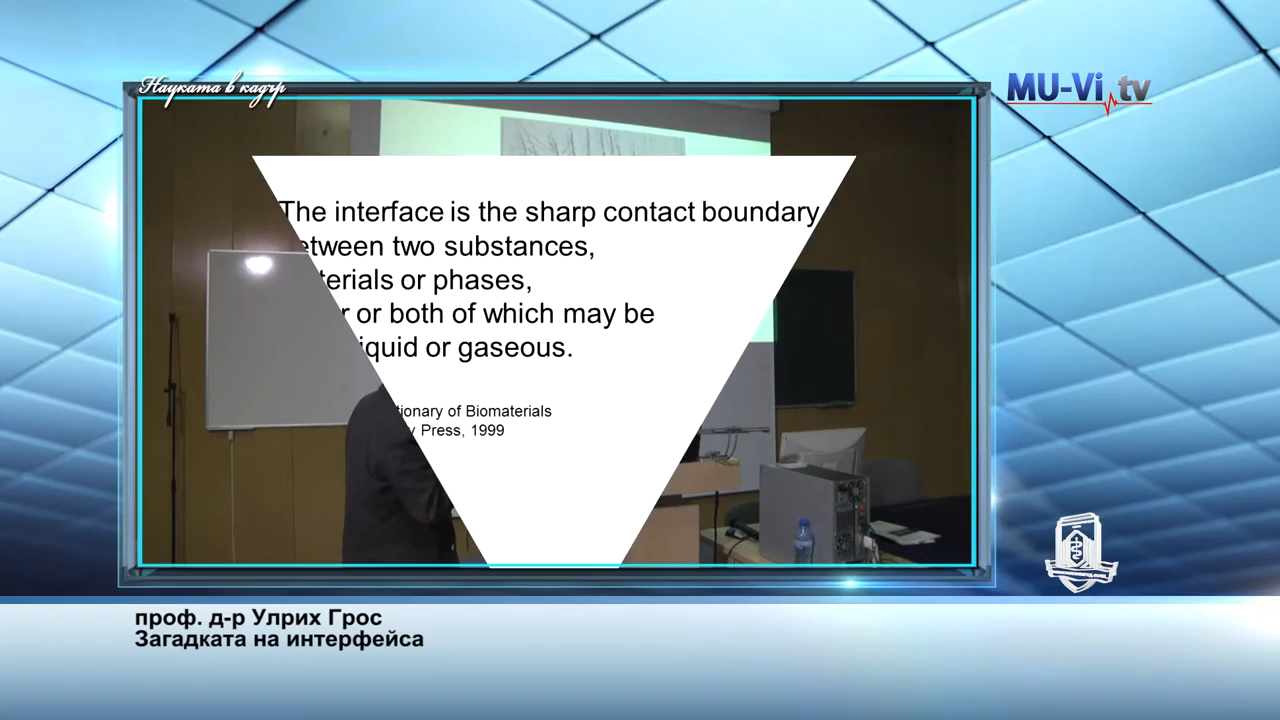 Науката в кадър
MU-Vi.tv
The interface is the sharp contact boundary
etween two substances,
terials or phases,
r or both of which may be
iquid or gaseous.
tionary of Biomaterials
y Press, 1999
проф. д-р Улрих Грос
Загадката на интерфейса